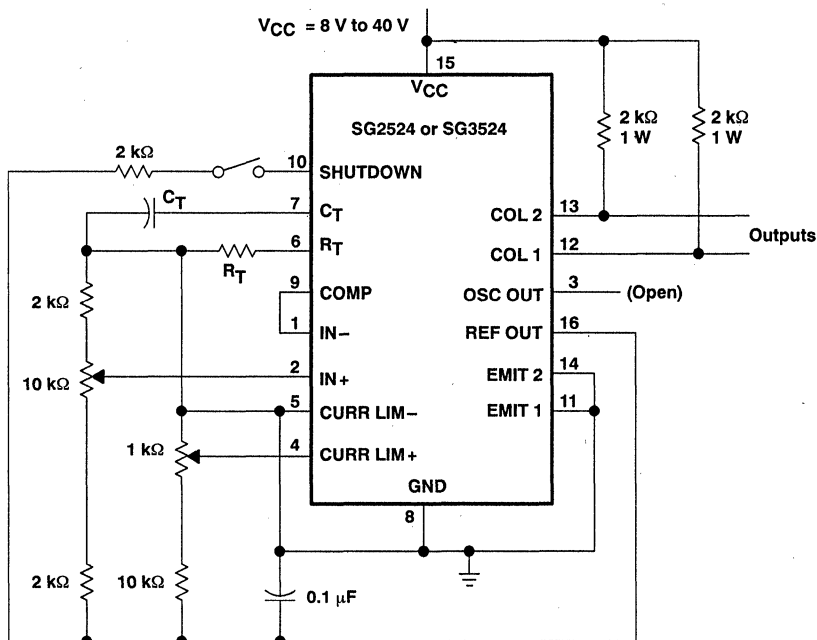 VCC = 8 V to 40 V
15
VCC
SG2524 or SG3524
2 kΩ
1 W
2 kΩ
1 W
2 kΩ
10
SHUTDOWN
CT
7
CT
COL 2
13
Outputs
6
RT
RT
COL 1
12
9
COMP
OSC OUT
3
(Open)
2 kΩ
1
IN−
REF OUT
16
10 kΩ
2
IN+
EMIT 2
14
5
CURR LIM−
EMIT 1
11
1 kΩ
4
CURR LIM+
GND
8
2 kΩ
10 kΩ
0.1 µF